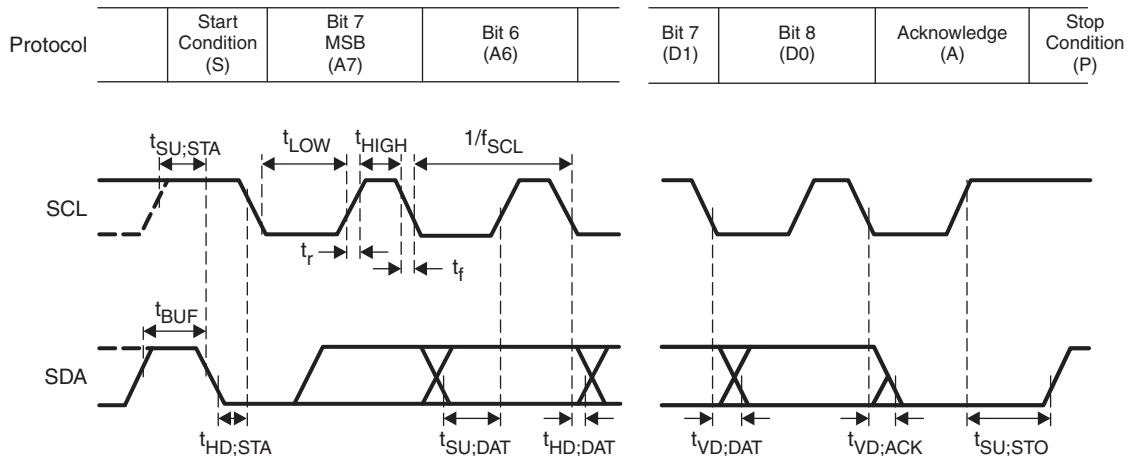 Protocol
Start
Condition
(S)
Bit 7
MSB
(A7)
Bit 6
(A6)
Bit 7
(D1)
Bit 8
(D0)
Acknowledge
(A)
Stop
Condition
(P)
tSU;STA
tLOW
tHIGH
1/fSCL
SCL
tr
tf
tBUF
SDA
tHD;STA
tSU;DAT
tHD;DAT
tVD;DAT
tVD;ACK
tSU;STO